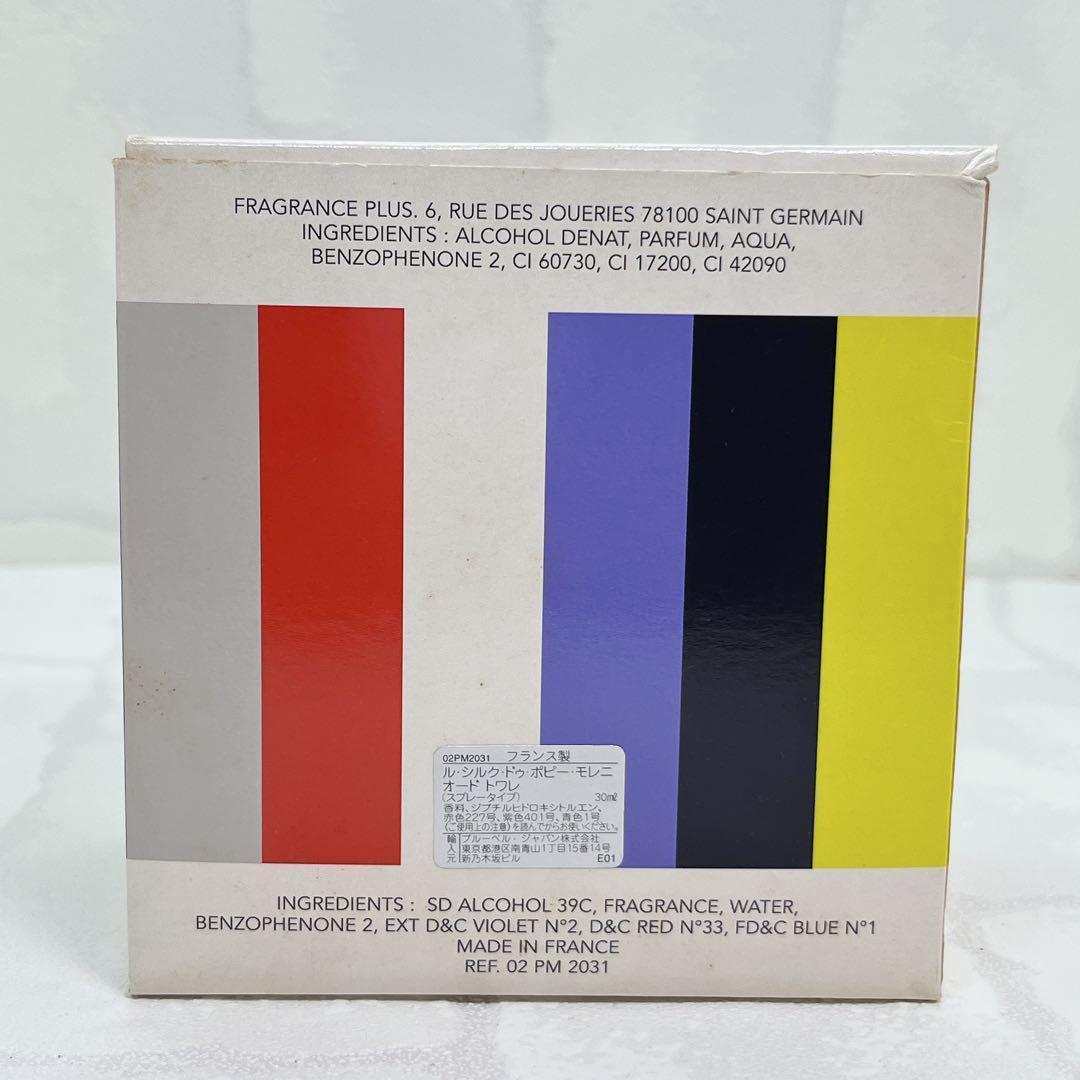 FRAGRANCE PLUS. 6, RUE DES JOUERIES 78100 SAINT GERMAIN
INGREDIENTS : ALCOHOL DENAT, PARFUM, AQUA,
BENZOPHENONE 2, CI 60730, CI 17200, CI 42090
02PM2031 フランス製
ル・シルク・ドゥ・ポピー・モレニ
オード トワレ
(スプレータイプ) 30㎖
香料、ジブチルヒドロキシトルエン、
赤色227号、紫色401号、青色1号
〈ご使用上の注意〉を読んでからお使いください。
輸 ブルーベル・ジャパン株式会社
入 東京都港区南青山1丁目15番14号
元 新乃木坂ビル E01
INGREDIENTS : SD ALCOHOL 39C, FRAGRANCE, WATER,
BENZOPHENONE 2, EXT D&C VIOLET N°2, D&C RED N°33, FD&C BLUE N°1
MADE IN FRANCE
REF. 02 PM 2031